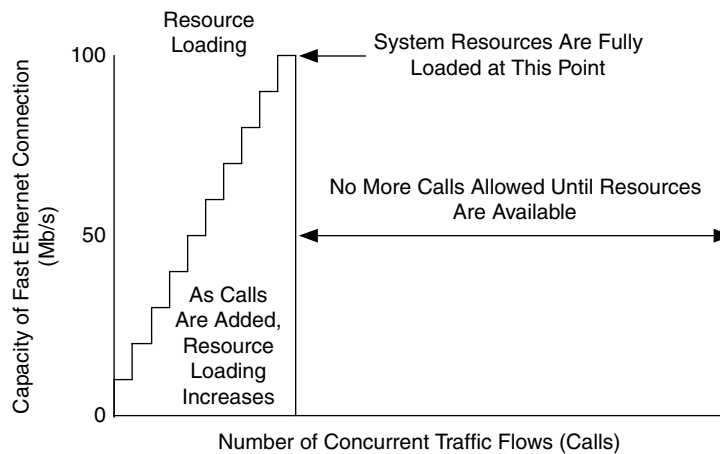 Resource
Loading
System Resources Are Fully
Loaded at This Point
100
No More Calls Allowed Until Resources
Are Available
50
As Calls
Are Added,
Resource
Loading
Increases
0
Capacity of Fast Ethernet Connection
(Mb/s)
Number of Concurrent Traffic Flows (Calls)